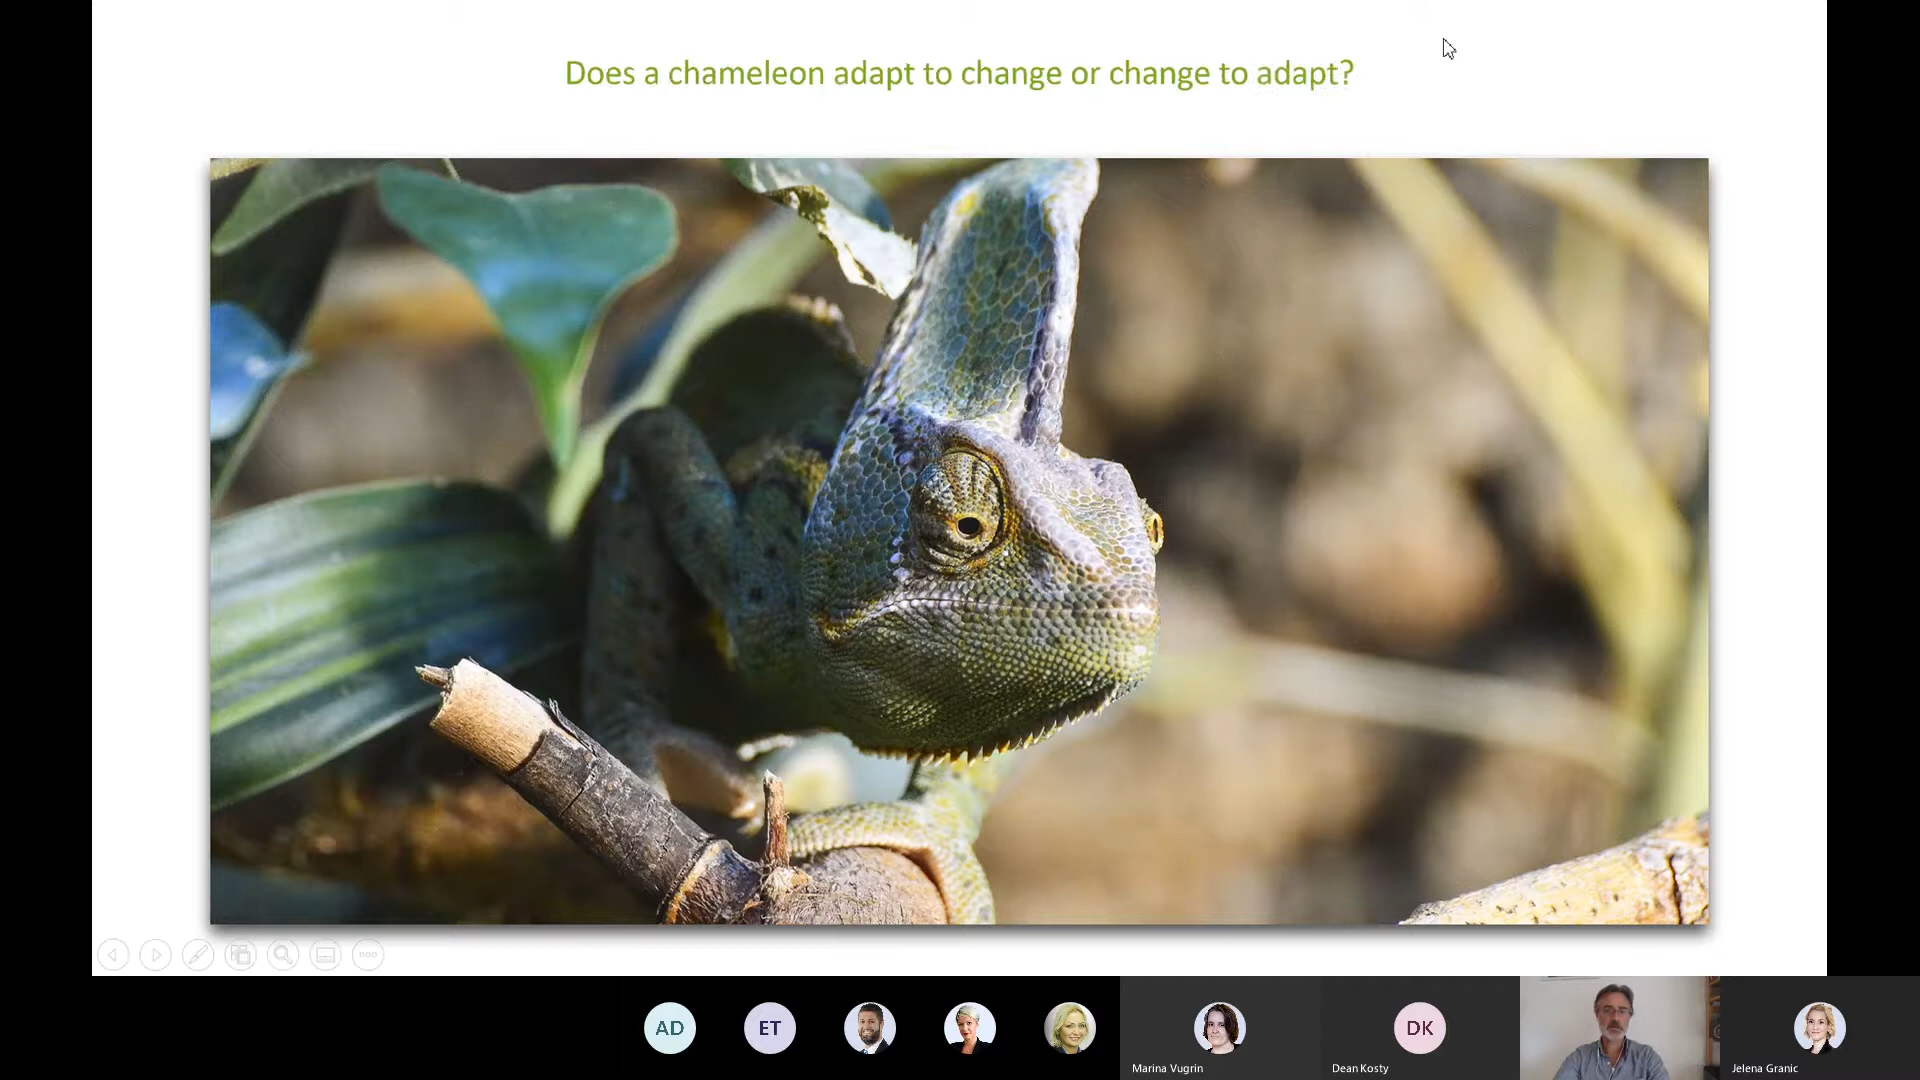 Does a chameleon adapt to change or change to adapt?
AD
ET
DK
Marina Vugrin
Dean Kosty
Jelena Granic